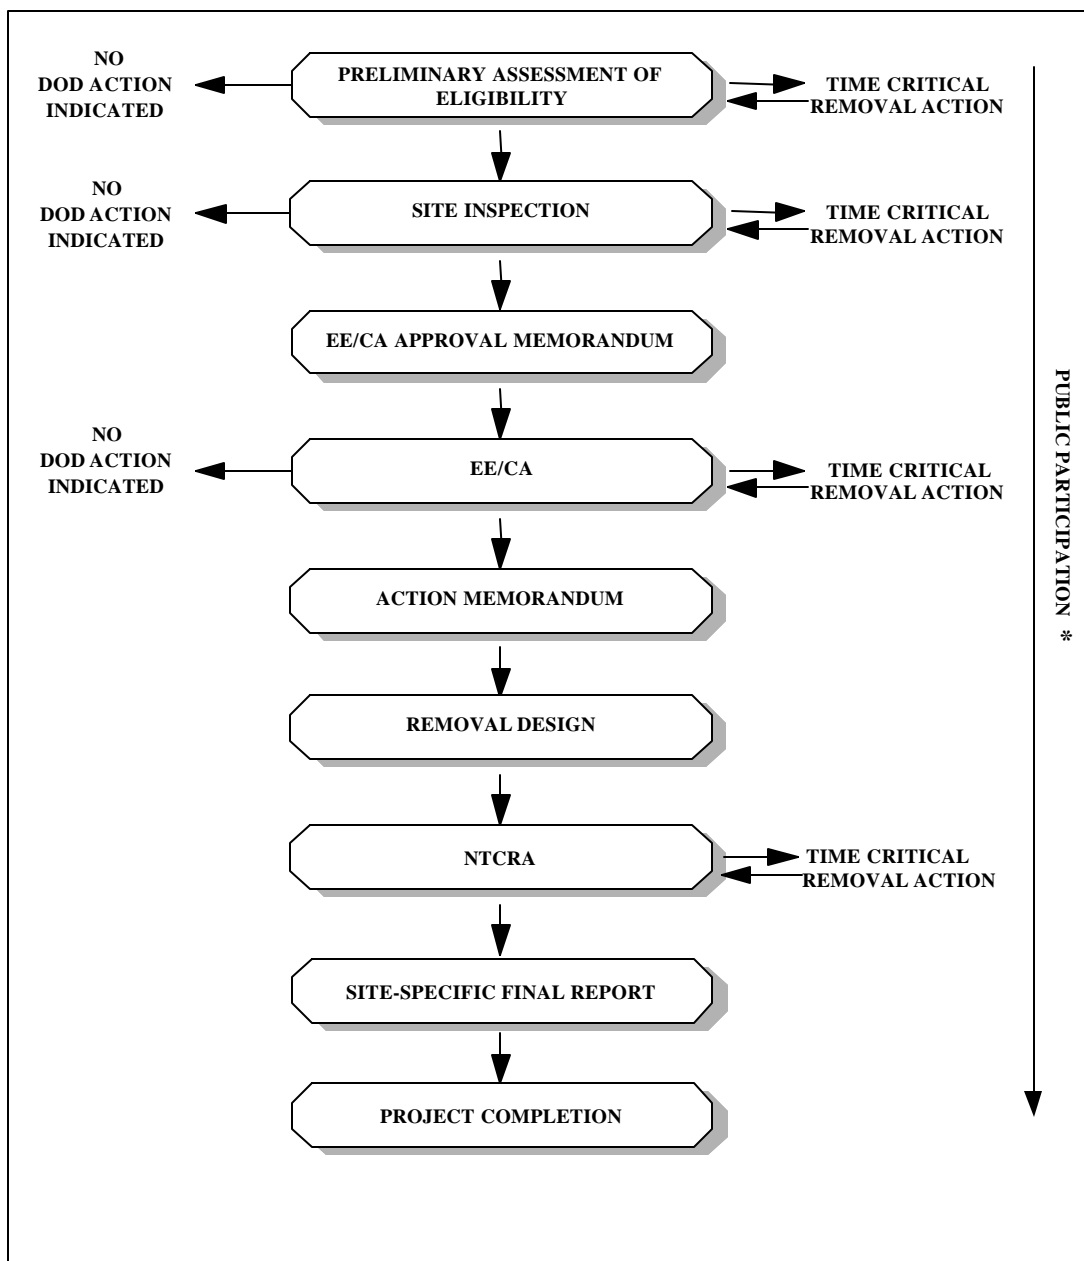 NO
DOD ACTION
INDICATED
PRELIMINARY ASSESSMENT OF
ELIGIBILITY
TIME CRITICAL
REMOVAL ACTION
NO
DOD ACTION
INDICATED
SITE INSPECTION
TIME CRITICAL
REMOVAL ACTION
EE/CA APPROVAL MEMORANDUM
NO
DOD ACTION
INDICATED
EE/CA
TIME CRITICAL
REMOVAL ACTION
ACTION MEMORANDUM
REMOVAL DESIGN
NTCRA
TIME CRITICAL
REMOVAL ACTION
SITE-SPECIFIC FINAL REPORT
PROJECT COMPLETION
PUBLIC PARTICIPATION *